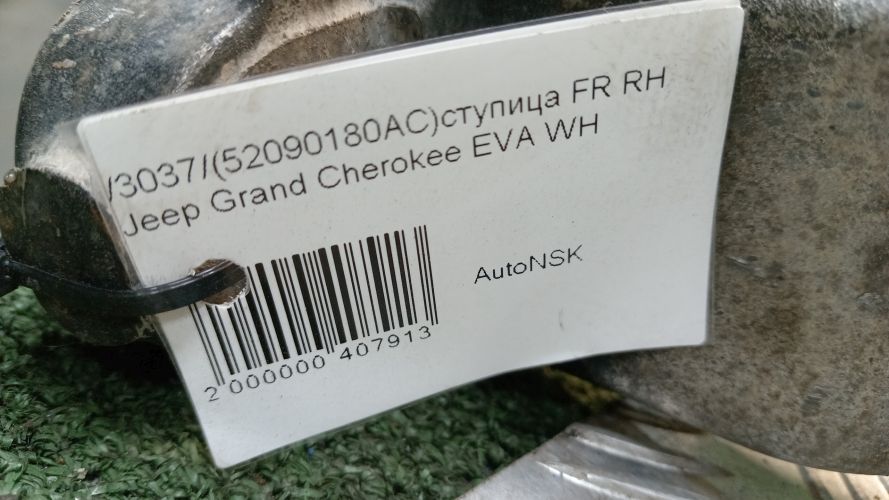 /3037/(52090180AC)ступица FR RH
Jeep Grand Cherokee EVA WH
AutoNSK
2 000000 407913